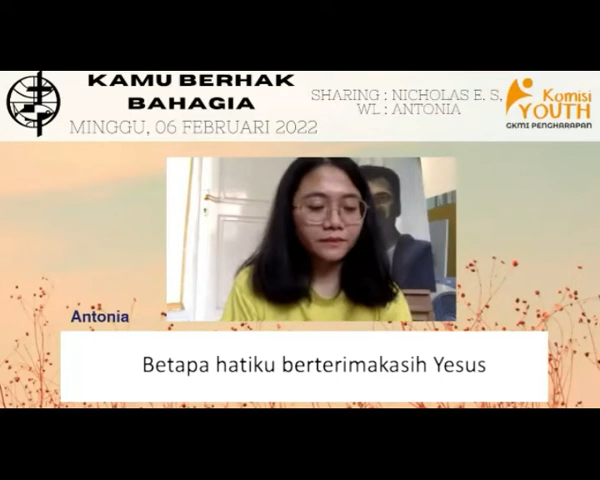 KAMU BERHAK
BAHAGIA
MINGGU, 06 FEBRUARI 2022
SHARING : NICHOLAS E. S,
WL : ANTONIA
Komisi
YOUTH
GKMI PENGHARAPAN
Antonia
Betapa hatiku berterimakasih Yesus